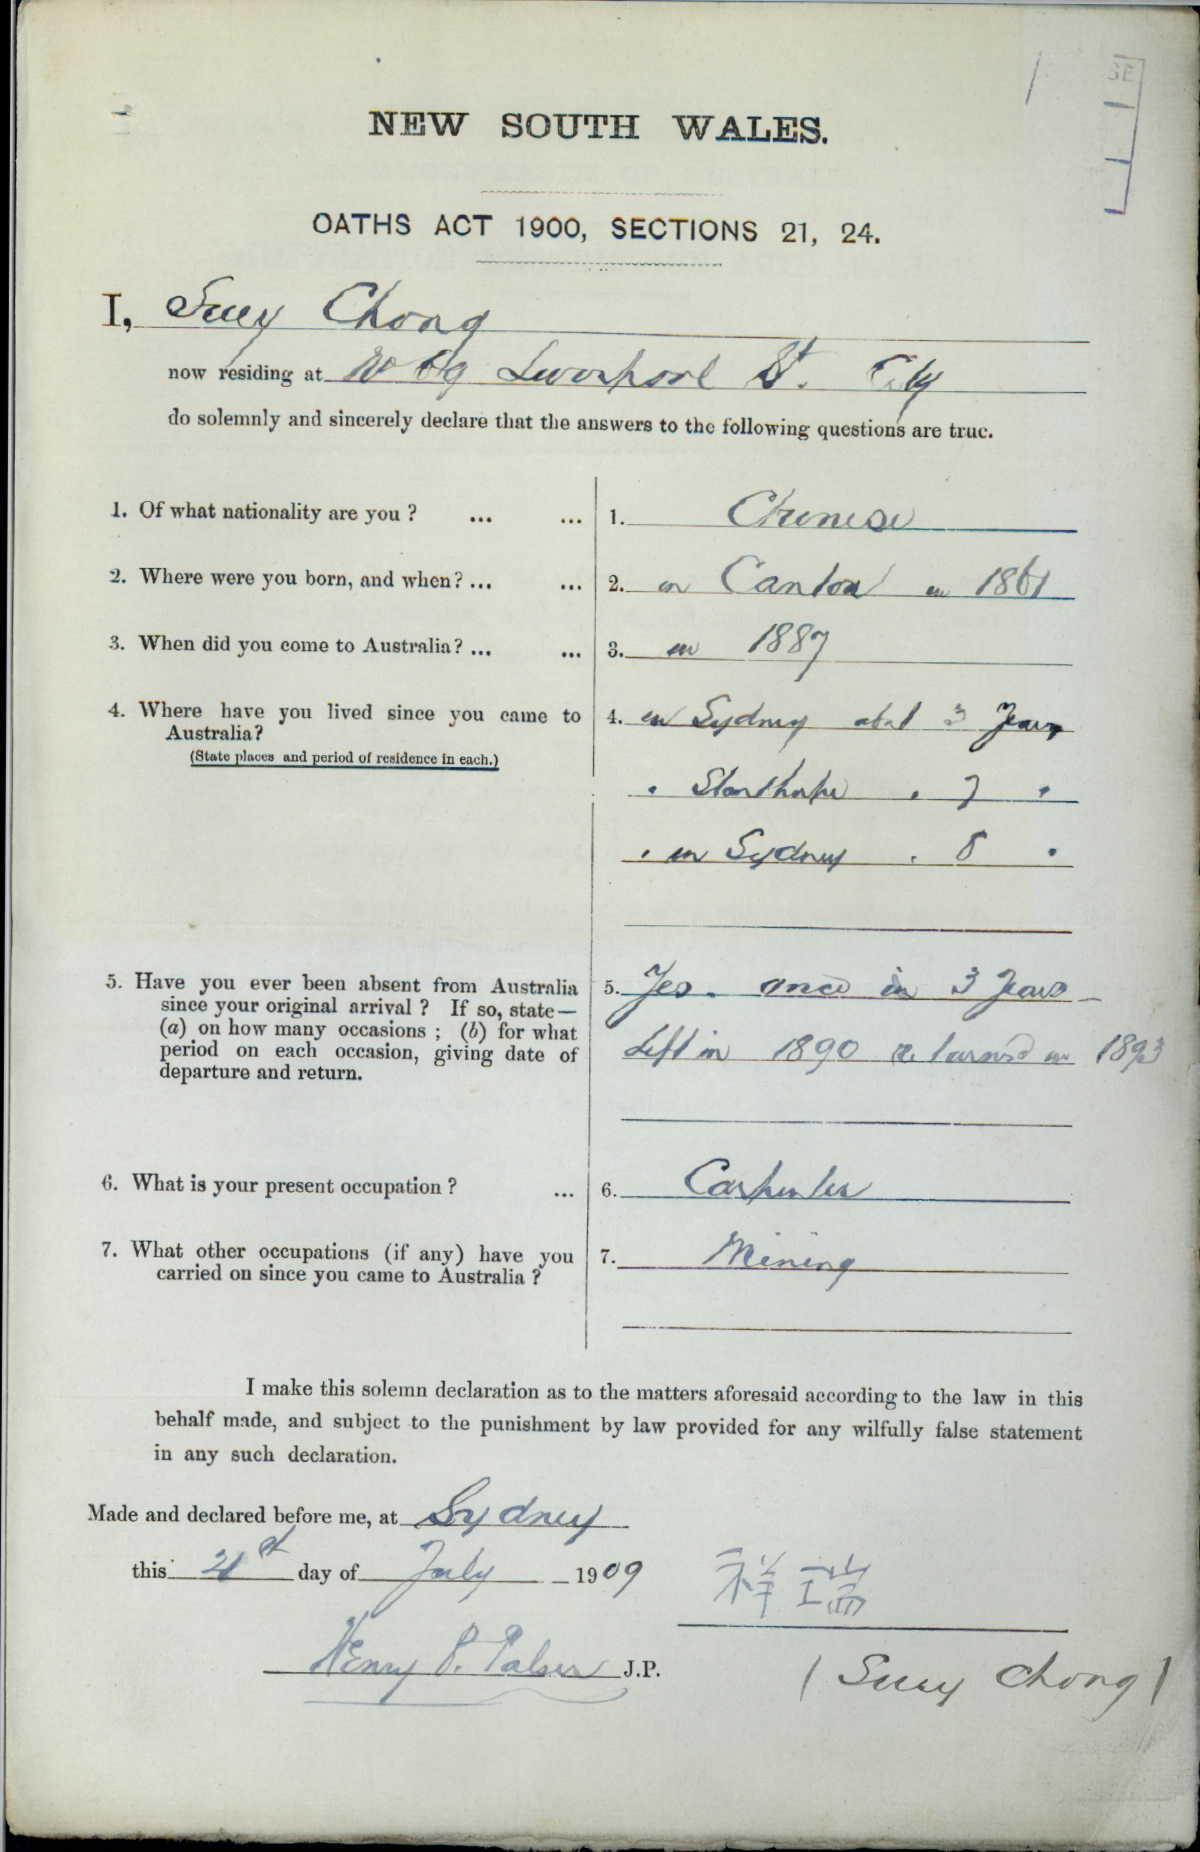 NEW SOUTH WALES.
OATHS ACT 1900, SECTIONS 21, 24.
I, Suey Chong
now residing at No 69 Liverpool St. City
do solemnly and sincerely declare that the answers to the following questions are true.
1. Of what nationality are you ? ... ... 1. Chinese
2. Where were you born, and when? ... ... 2. in Canton in 1861
3. When did you come to Australia? ... ... 3. in 1887
4. Where have you lived since you came to 4. in Sydney abt 3 Years
Australia?
(State places and period of residence in each.)
" " 7 "
" in Sydney " 8 "
5. Have you ever been absent from Australia 5. Yes. once in 3 Years
since your original arrival ? If so, state—
(a) on how many occasions ; (b) for what Left in 1890 returned in 1893
period on each occasion, giving date of
departure and return.
6. What is your present occupation ? ... 6. Carpenter
7. What other occupations (if any) have you 7. Mining
carried on since you came to Australia ?
I make this solemn declaration as to the matters aforesaid according to the law in this
behalf made, and subject to the punishment by law provided for any wilfully false statement
in any such declaration.
Made and declared before me, at Sydney
this 21st day of July 1909 祥瑞
Henry P. Palser J.P.
(Suey Chong)